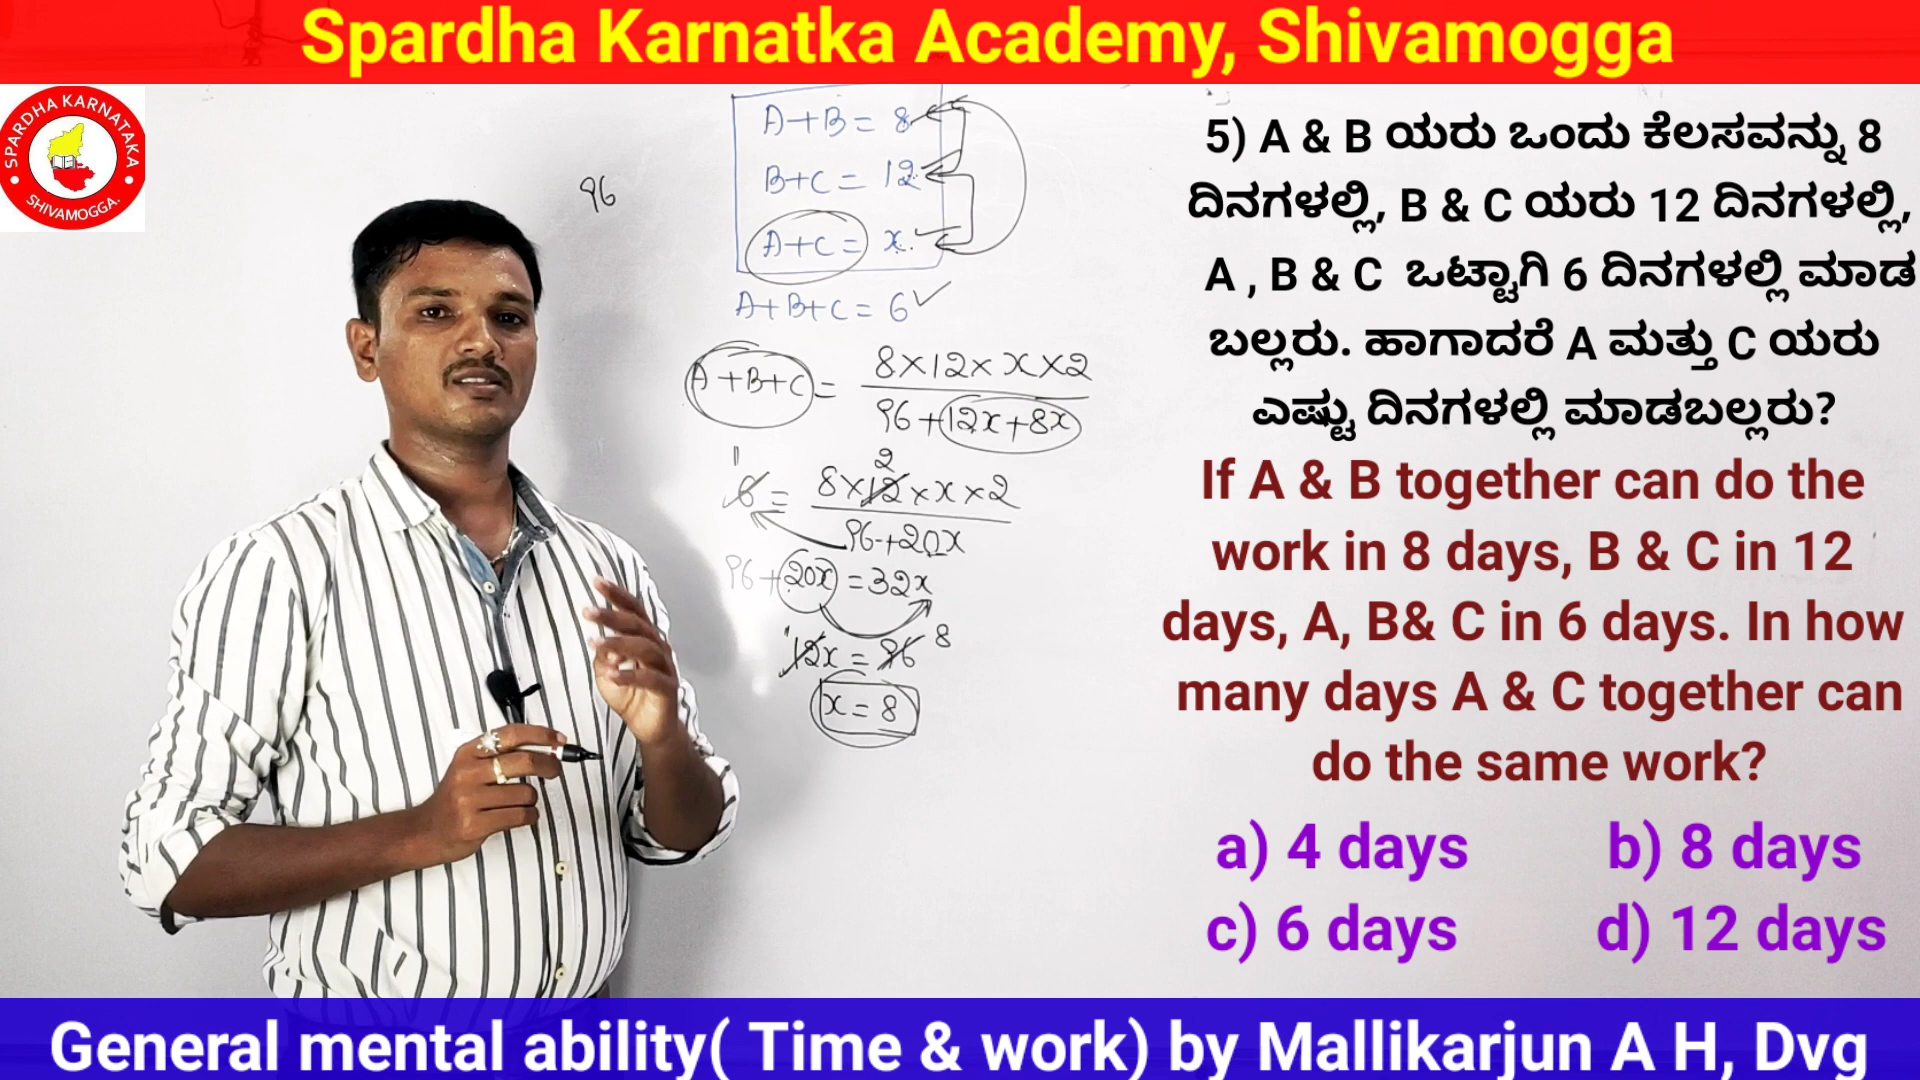 Spardha Karnatka Academy, Shivamogga
SPARDHA KARNATAKA
SHIVAMOGGA.
96
A+B= 8
B+C = 12
A+C = x
A+B+C = 6✓
A+B+C = 8×12×x×2
96+12x+8x
1 2
6 = 8×12×x×2
96+20x
96+20x =32x
1 12x = 96 8
x=8
5) A & B ಯರು ಒಂದು ಕೆಲಸವನ್ನು 8
ದಿನಗಳಲ್ಲಿ, B & C ಯರು 12 ದಿನಗಳಲ್ಲಿ,
A , B & C ಒಟ್ಟಾಗಿ 6 ದಿನಗಳಲ್ಲಿ ಮಾಡ
ಬಲ್ಲರು. ಹಾಗಾದರೆ A ಮತ್ತು C ಯರು
ಎಷ್ಟು ದಿನಗಳಲ್ಲಿ ಮಾಡಬಲ್ಲರು?
If A & B together can do the
work in 8 days, B & C in 12
days, A, B& C in 6 days. In how
many days A & C together can
do the same work?
a) 4 days b) 8 days
c) 6 days d) 12 days
General mental ability( Time & work) by Mallikarjun A H, Dvg